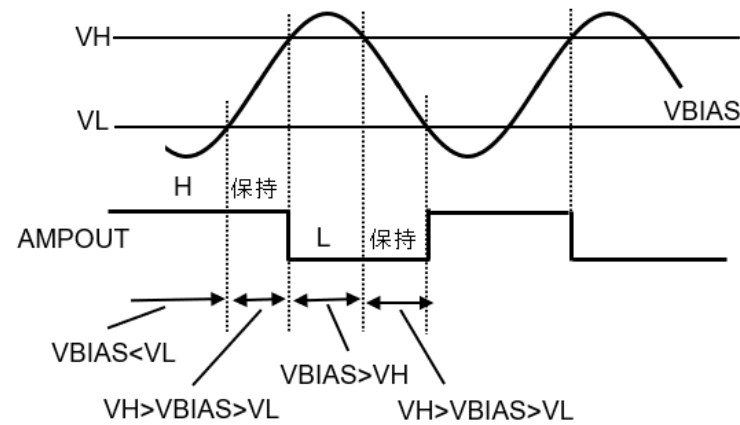 VH
VL
VBIAS
H
保持
AMPOUT
L
保持
VBIAS<VL
VBIAS>VH
VH>VBIAS>VL
VH>VBIAS>VL